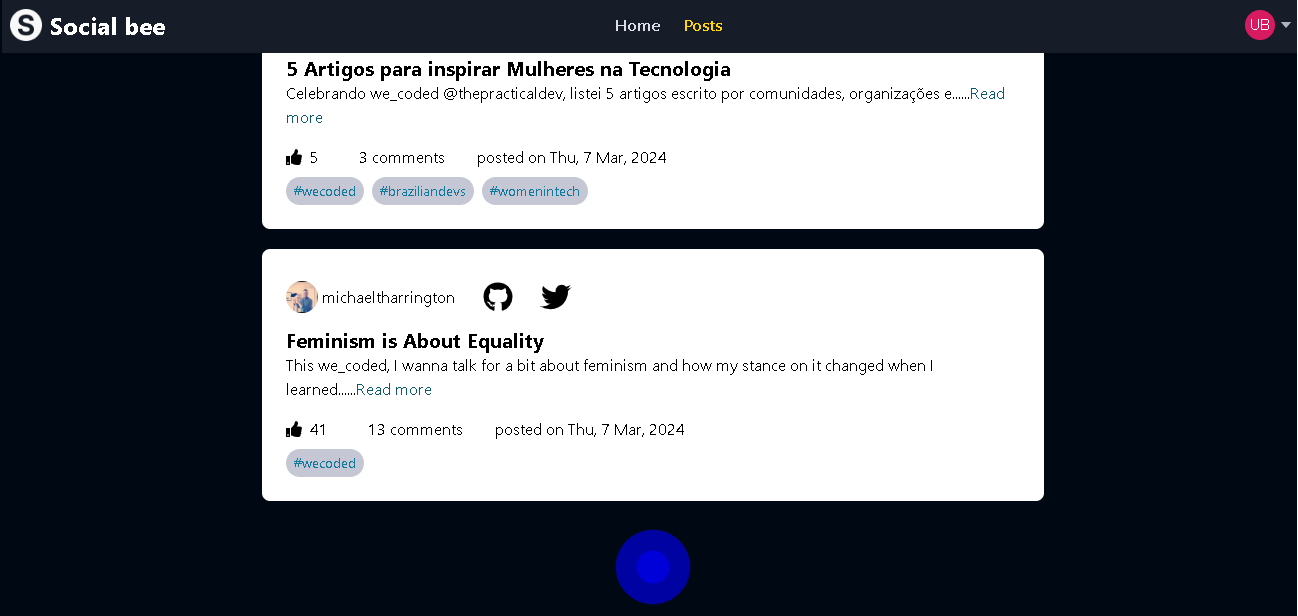 S Social bee
Home
Posts
UB
5 Artigos para inspirar Mulheres na Tecnologia
Celebrando we_coded @thepracticaldev, listei 5 artigos escrito por comunidades, organizações e......Read
more
5 3 comments posted on Thu, 7 Mar, 2024
#wecoded #braziliandevs #womenintech
michaeltharrington
Feminism is About Equality
This we_coded, I wanna talk for a bit about feminism and how my stance on it changed when I
learned......Read more
41 13 comments posted on Thu, 7 Mar, 2024
#wecoded